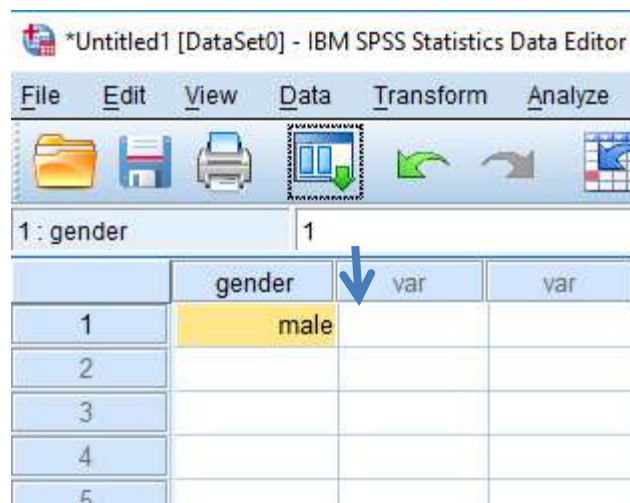 *Untitled1 [DataSet0] - IBM SPSS Statistics Data Editor
File Edit View Data Transform Analyze
1 : gender 1
gender var var
1 male
2
3
4
5